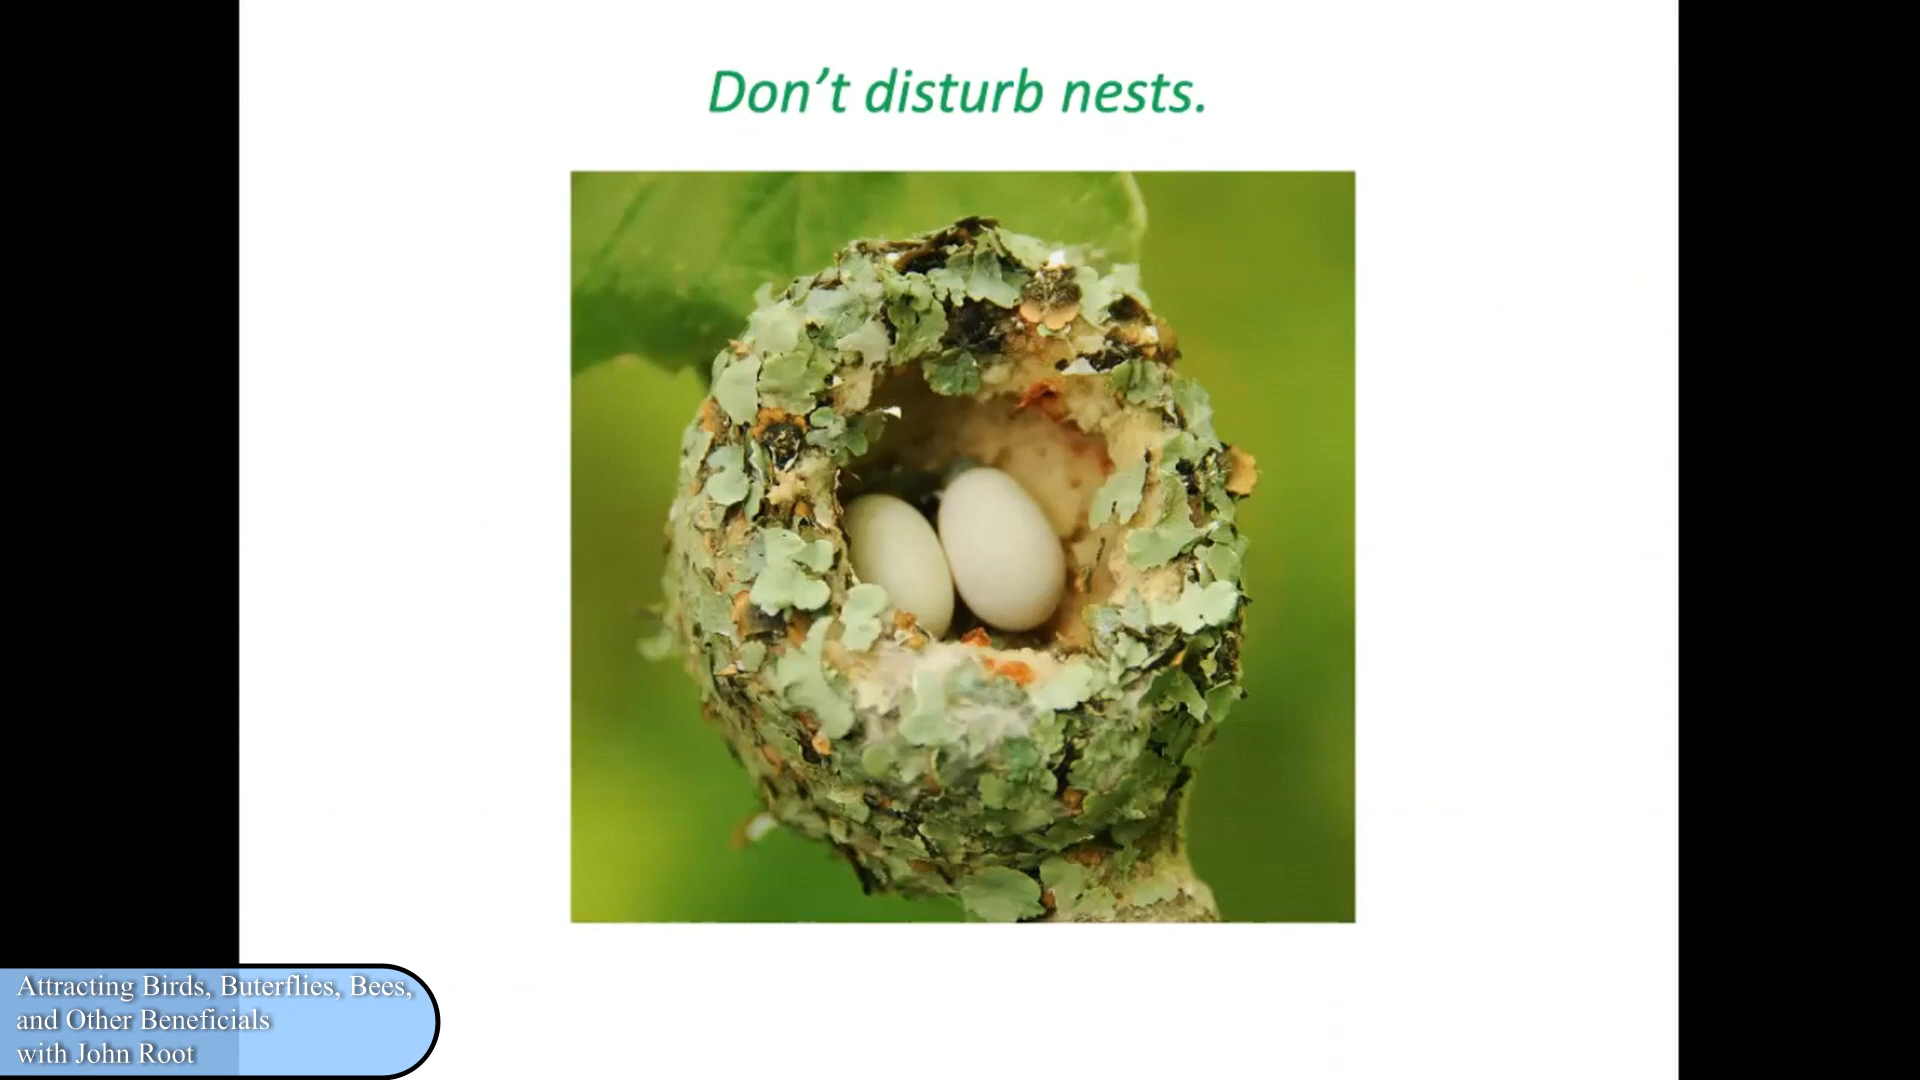 Don't disturb nests.
Attracting Birds, Buterflies, Bees,
and Other Beneficials
with John Root